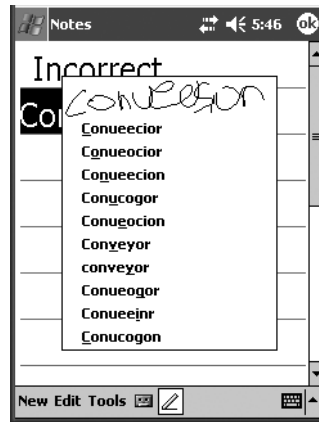 Notes 5:46 ok
Incorrect
Co
Conueecior
Conueocior
Conueecion
Conucogor
Conueocion
Conveyor
conveyor
Conueogor
Conueeinr
Conucogon
New Edit Tools